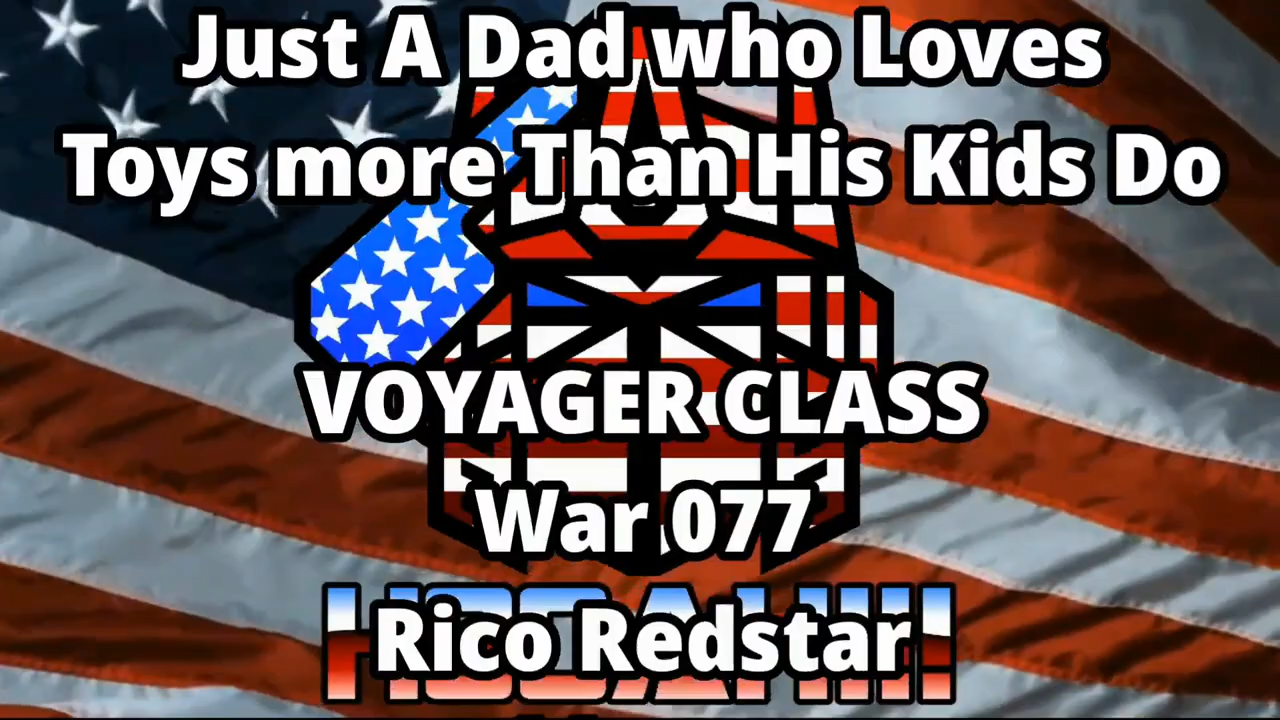 Just A Dad who Loves
Toys more Than His Kids Do
VOYAGER CLASS
War 077
Rico Redstar